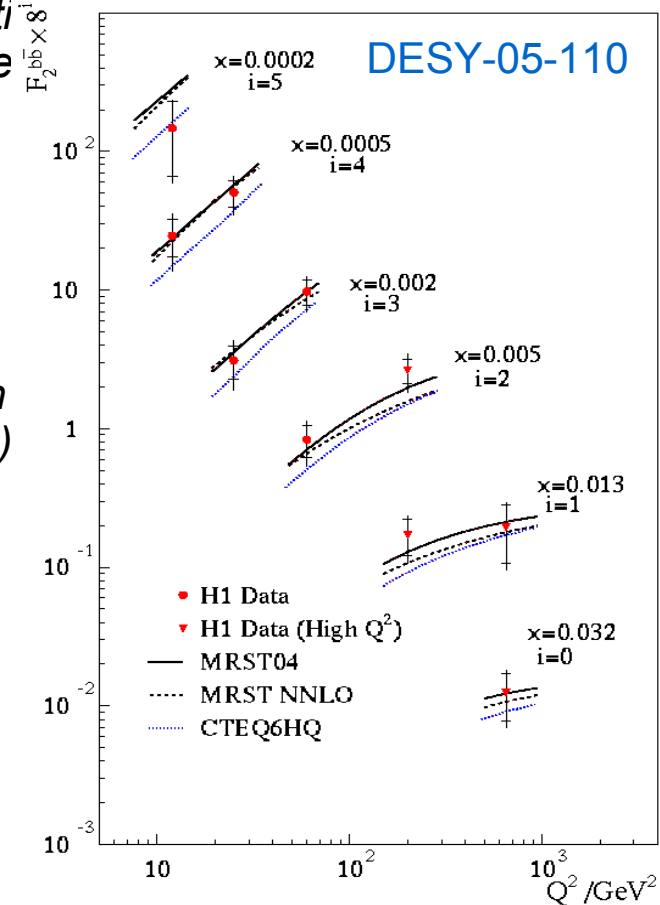 ti
e
n
)
F₂^bb̄ × 8^i
DESY-05-110
x=0.0002
i=5
x=0.0005
i=4
x=0.002
i=3
x=0.005
i=2
x=0.013
i=1
x=0.032
i=0
H1 Data
H1 Data (High Q²)
MRST04
MRST NNLO
CTEQ6HQ
10²
10
1
10⁻¹
10⁻²
10⁻³
10
10²
10³
Q² /GeV²